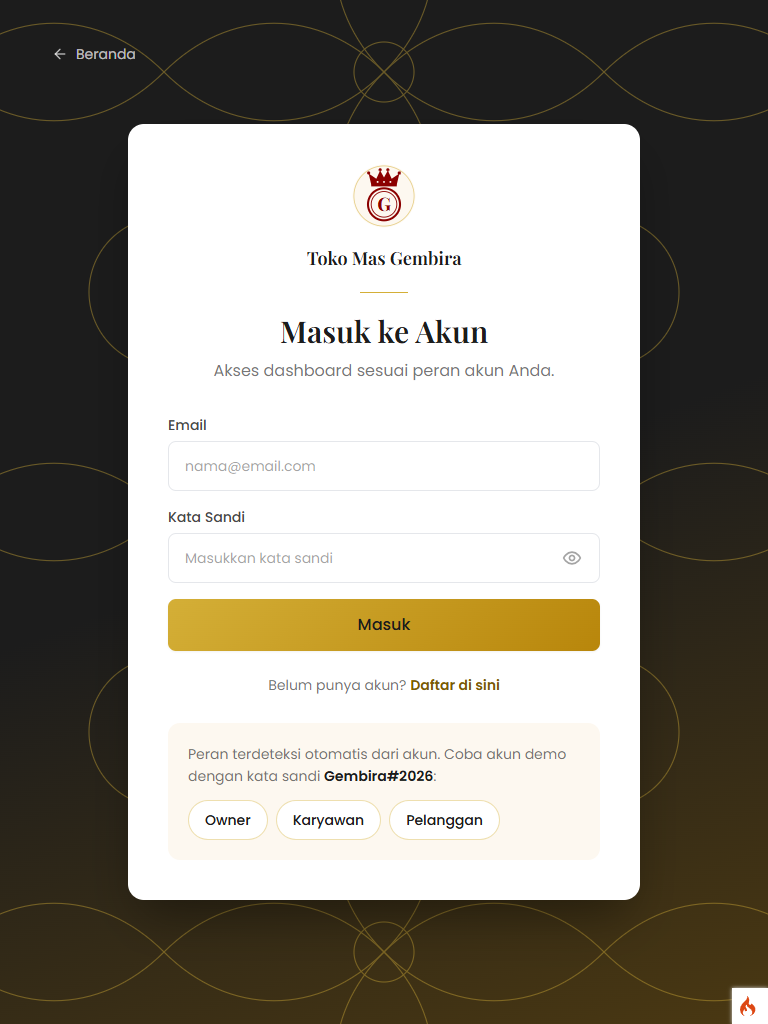 ← Beranda
G
Toko Mas Gembira
Masuk ke Akun
Akses dashboard sesuai peran akun Anda.
Email
nama@email.com
Kata Sandi
Masukkan kata sandi
Masuk
Belum punya akun? Daftar di sini
Peran terdeteksi otomatis dari akun. Coba akun demo
dengan kata sandi Gembira#2026:
Owner Karyawan Pelanggan